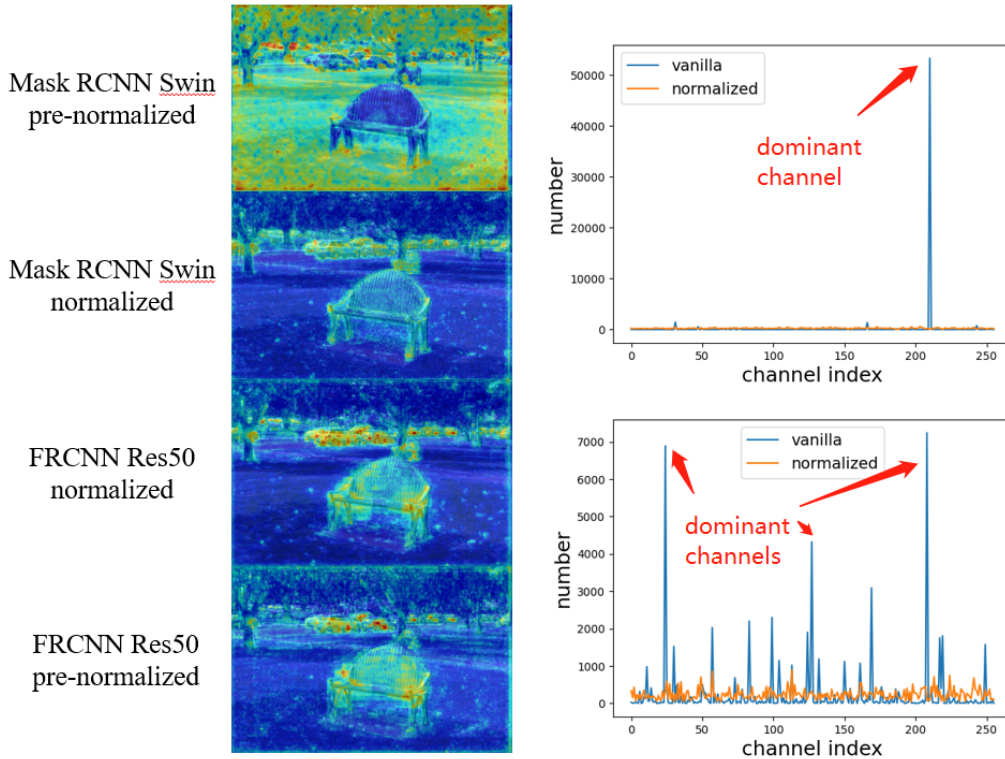 Mask RCNN Swin
pre-normalized
Mask RCNN Swin
normalized
FRCNN Res50
normalized
FRCNN Res50
pre-normalized
vanilla
normalized
dominant
channel
number
50000
40000
30000
20000
10000
0
0 50 100 150 200 250
channel index
vanilla
normalized
dominant
channels
number
7000
6000
5000
4000
3000
2000
1000
0
0 50 100 150 200 250
channel index